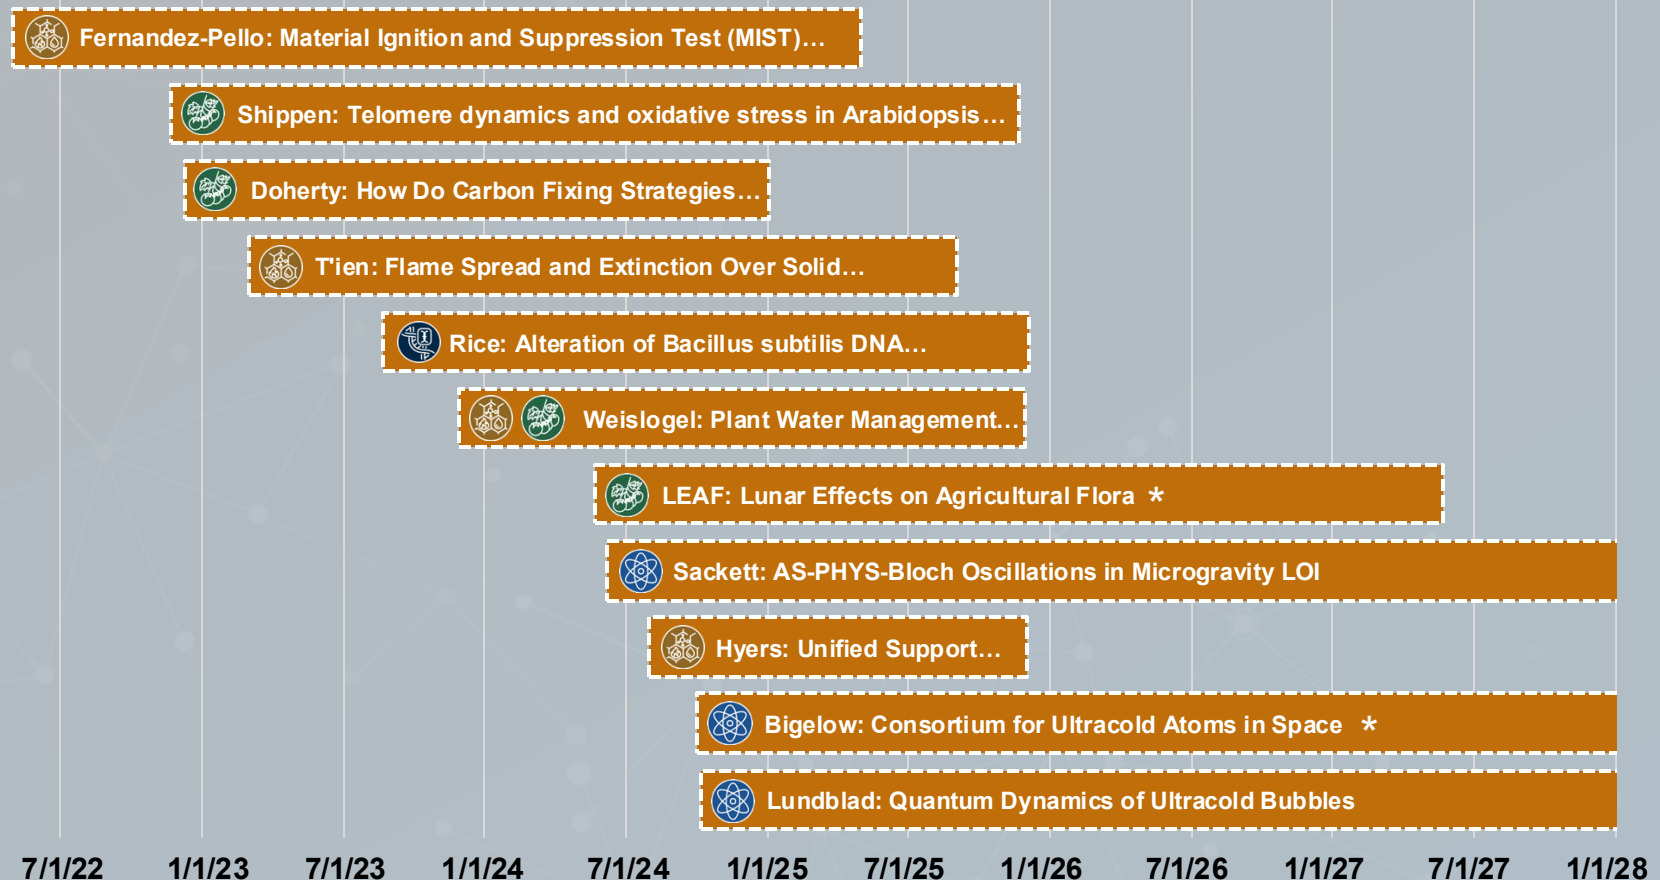 Fernandez-Pello: Material Ignition and Suppression Test (MIST)…
Shippen: Telomere dynamics and oxidative stress in Arabidopsis…
Doherty: How Do Carbon Fixing Strategies…
T'ien: Flame Spread and Extinction Over Solid…
Rice: Alteration of Bacillus subtilis DNA…
Weislogel: Plant Water Management…
LEAF: Lunar Effects on Agricultural Flora *
Sackett: AS-PHYS-Bloch Oscillations in Microgravity LOI
Hyers: Unified Support…
Bigelow: Consortium for Ultracold Atoms in Space *
Lundblad: Quantum Dynamics of Ultracold Bubbles
7/1/22 1/1/23 7/1/23 1/1/24 7/1/24 1/1/25 7/1/25 1/1/26 7/1/26 1/1/27 7/1/27 1/1/28